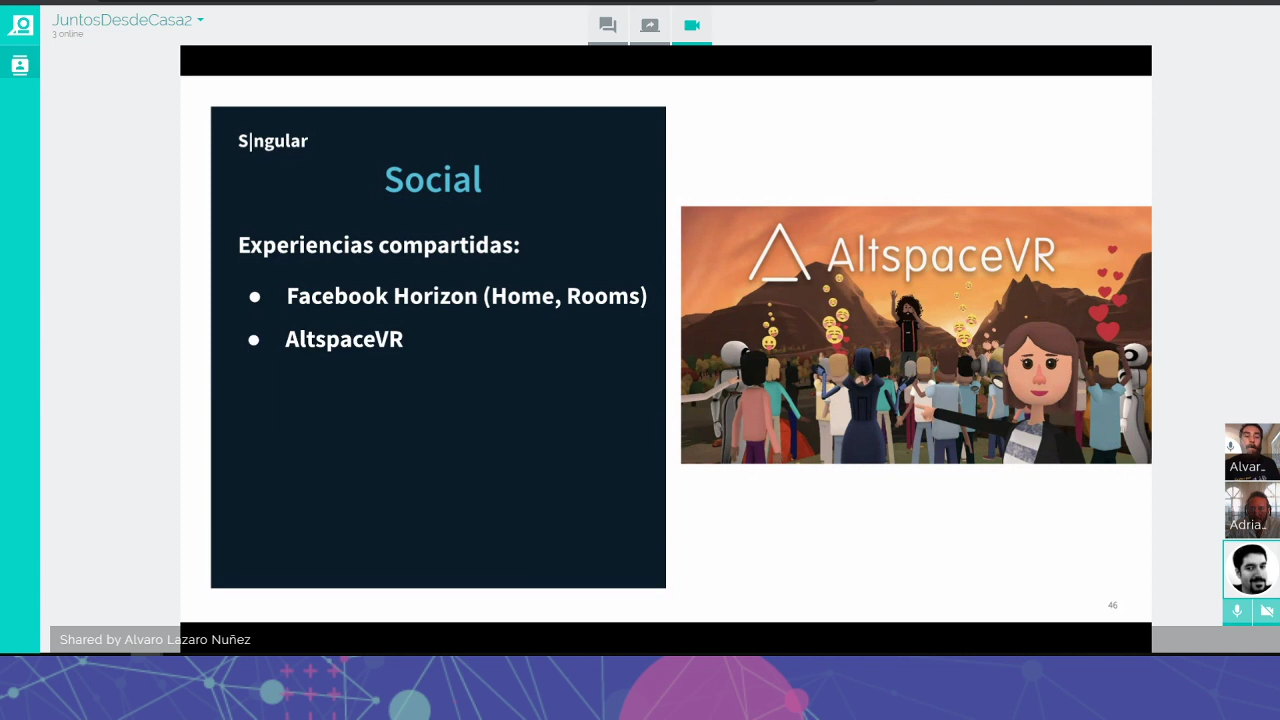 JuntosDesdeCasa2
3 online
S|ngular
Social
Experiencias compartidas:
● Facebook Horizon (Home, Rooms)
● AltspaceVR
AltspaceVR
Alvar...
Adria...
46
Shared by Alvaro Lazaro Nuñez